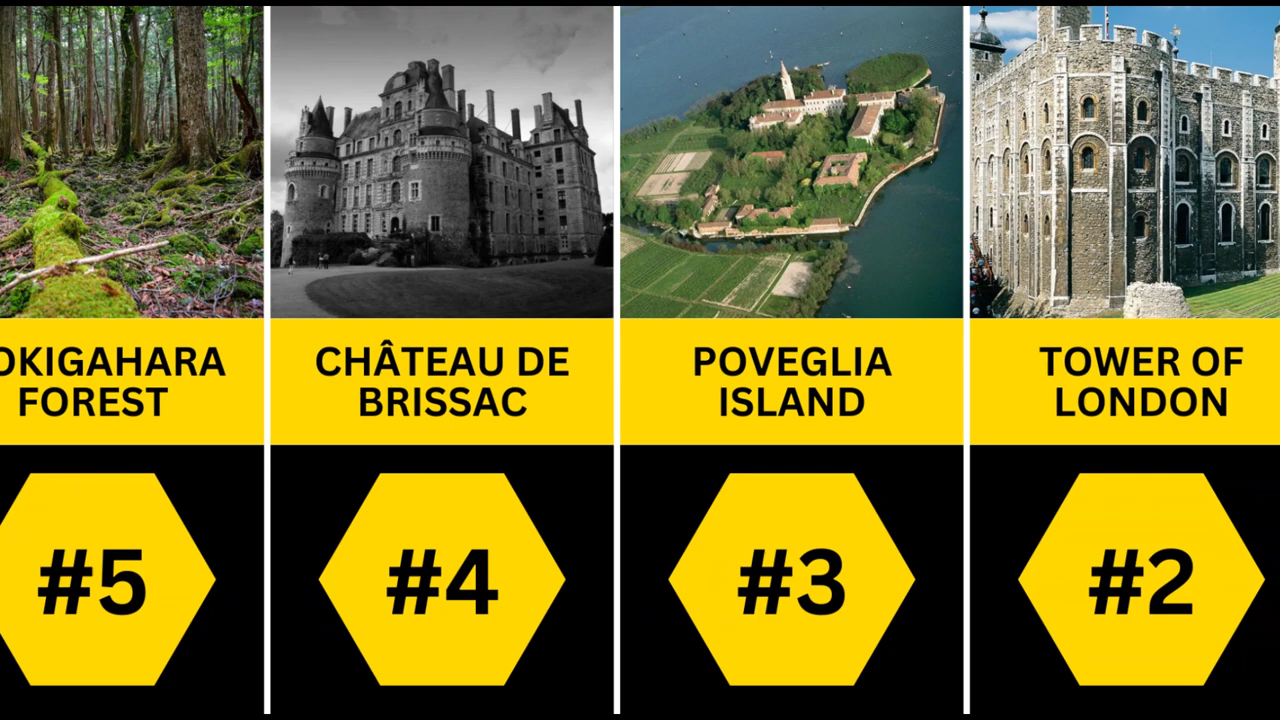 OKIGAHARA
FOREST
#5
CHÂTEAU DE
BRISSAC
#4
POVEGLIA
ISLAND
#3
TOWER OF
LONDON
#2